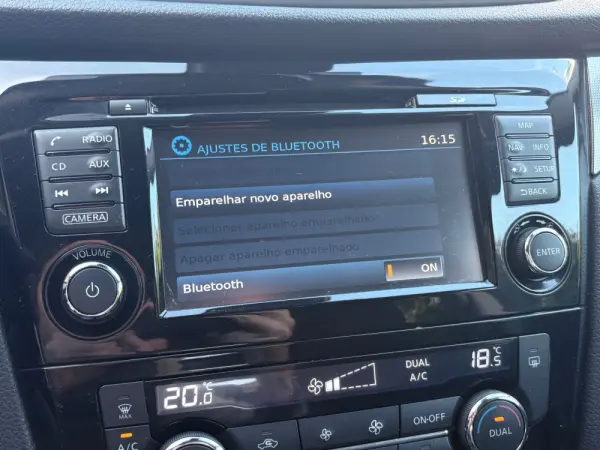 RADIO
CD AUX
CAMERA
VOLUME
AJUSTES DE BLUETOOTH 16:15
Emparelhar novo aparelho
Selecionar aparelho emparelhado
Apagar aparelho emparelhado
Bluetooth ON
MAP
NAV INFO
SETUP
BACK
ENTER
20.0 °C
DUAL
A/C
18.5 °C
MAX
A/C
ON·OFF
DUAL